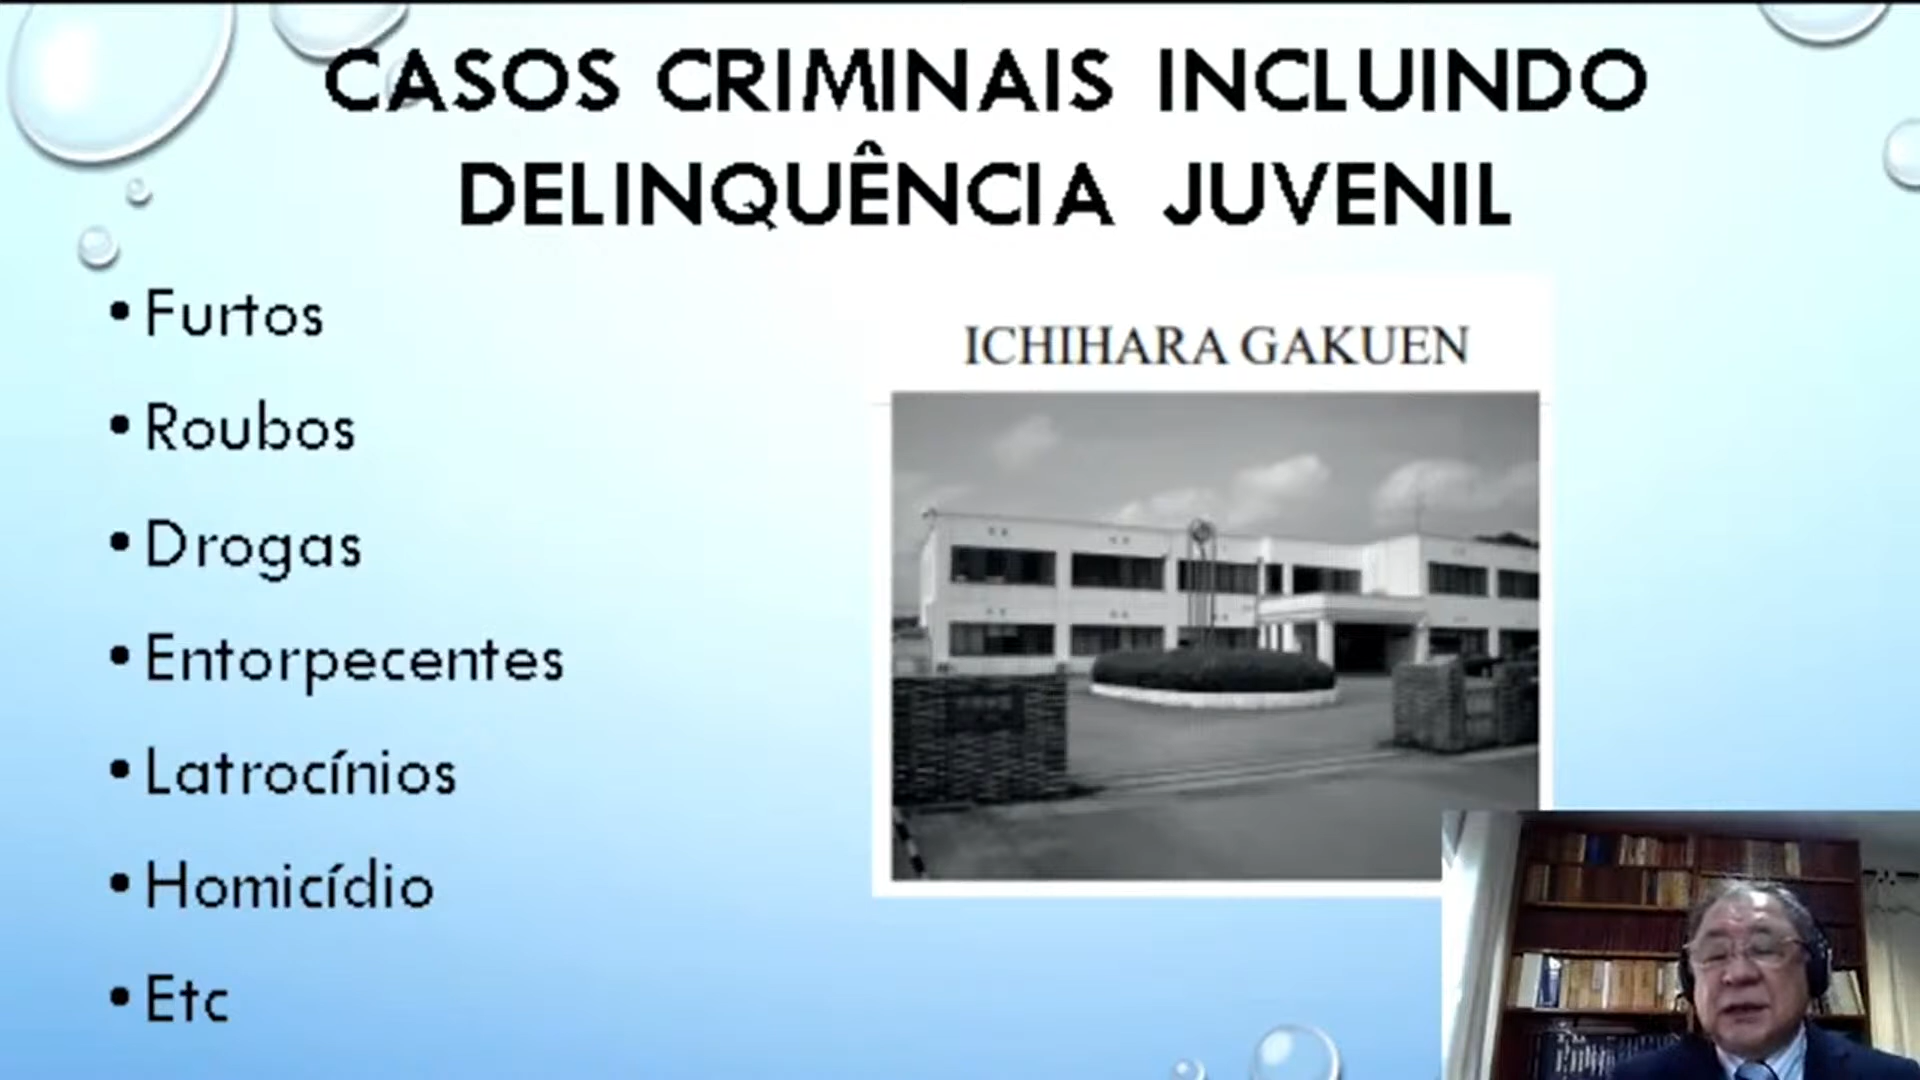 CASOS CRIMINAIS INCLUINDO
DELINQUÊNCIA JUVENIL
• Furtos
• Roubos
• Drogas
• Entorpecentes
• Latrocínios
• Homicídio
• Etc
ICHIHARA GAKUEN